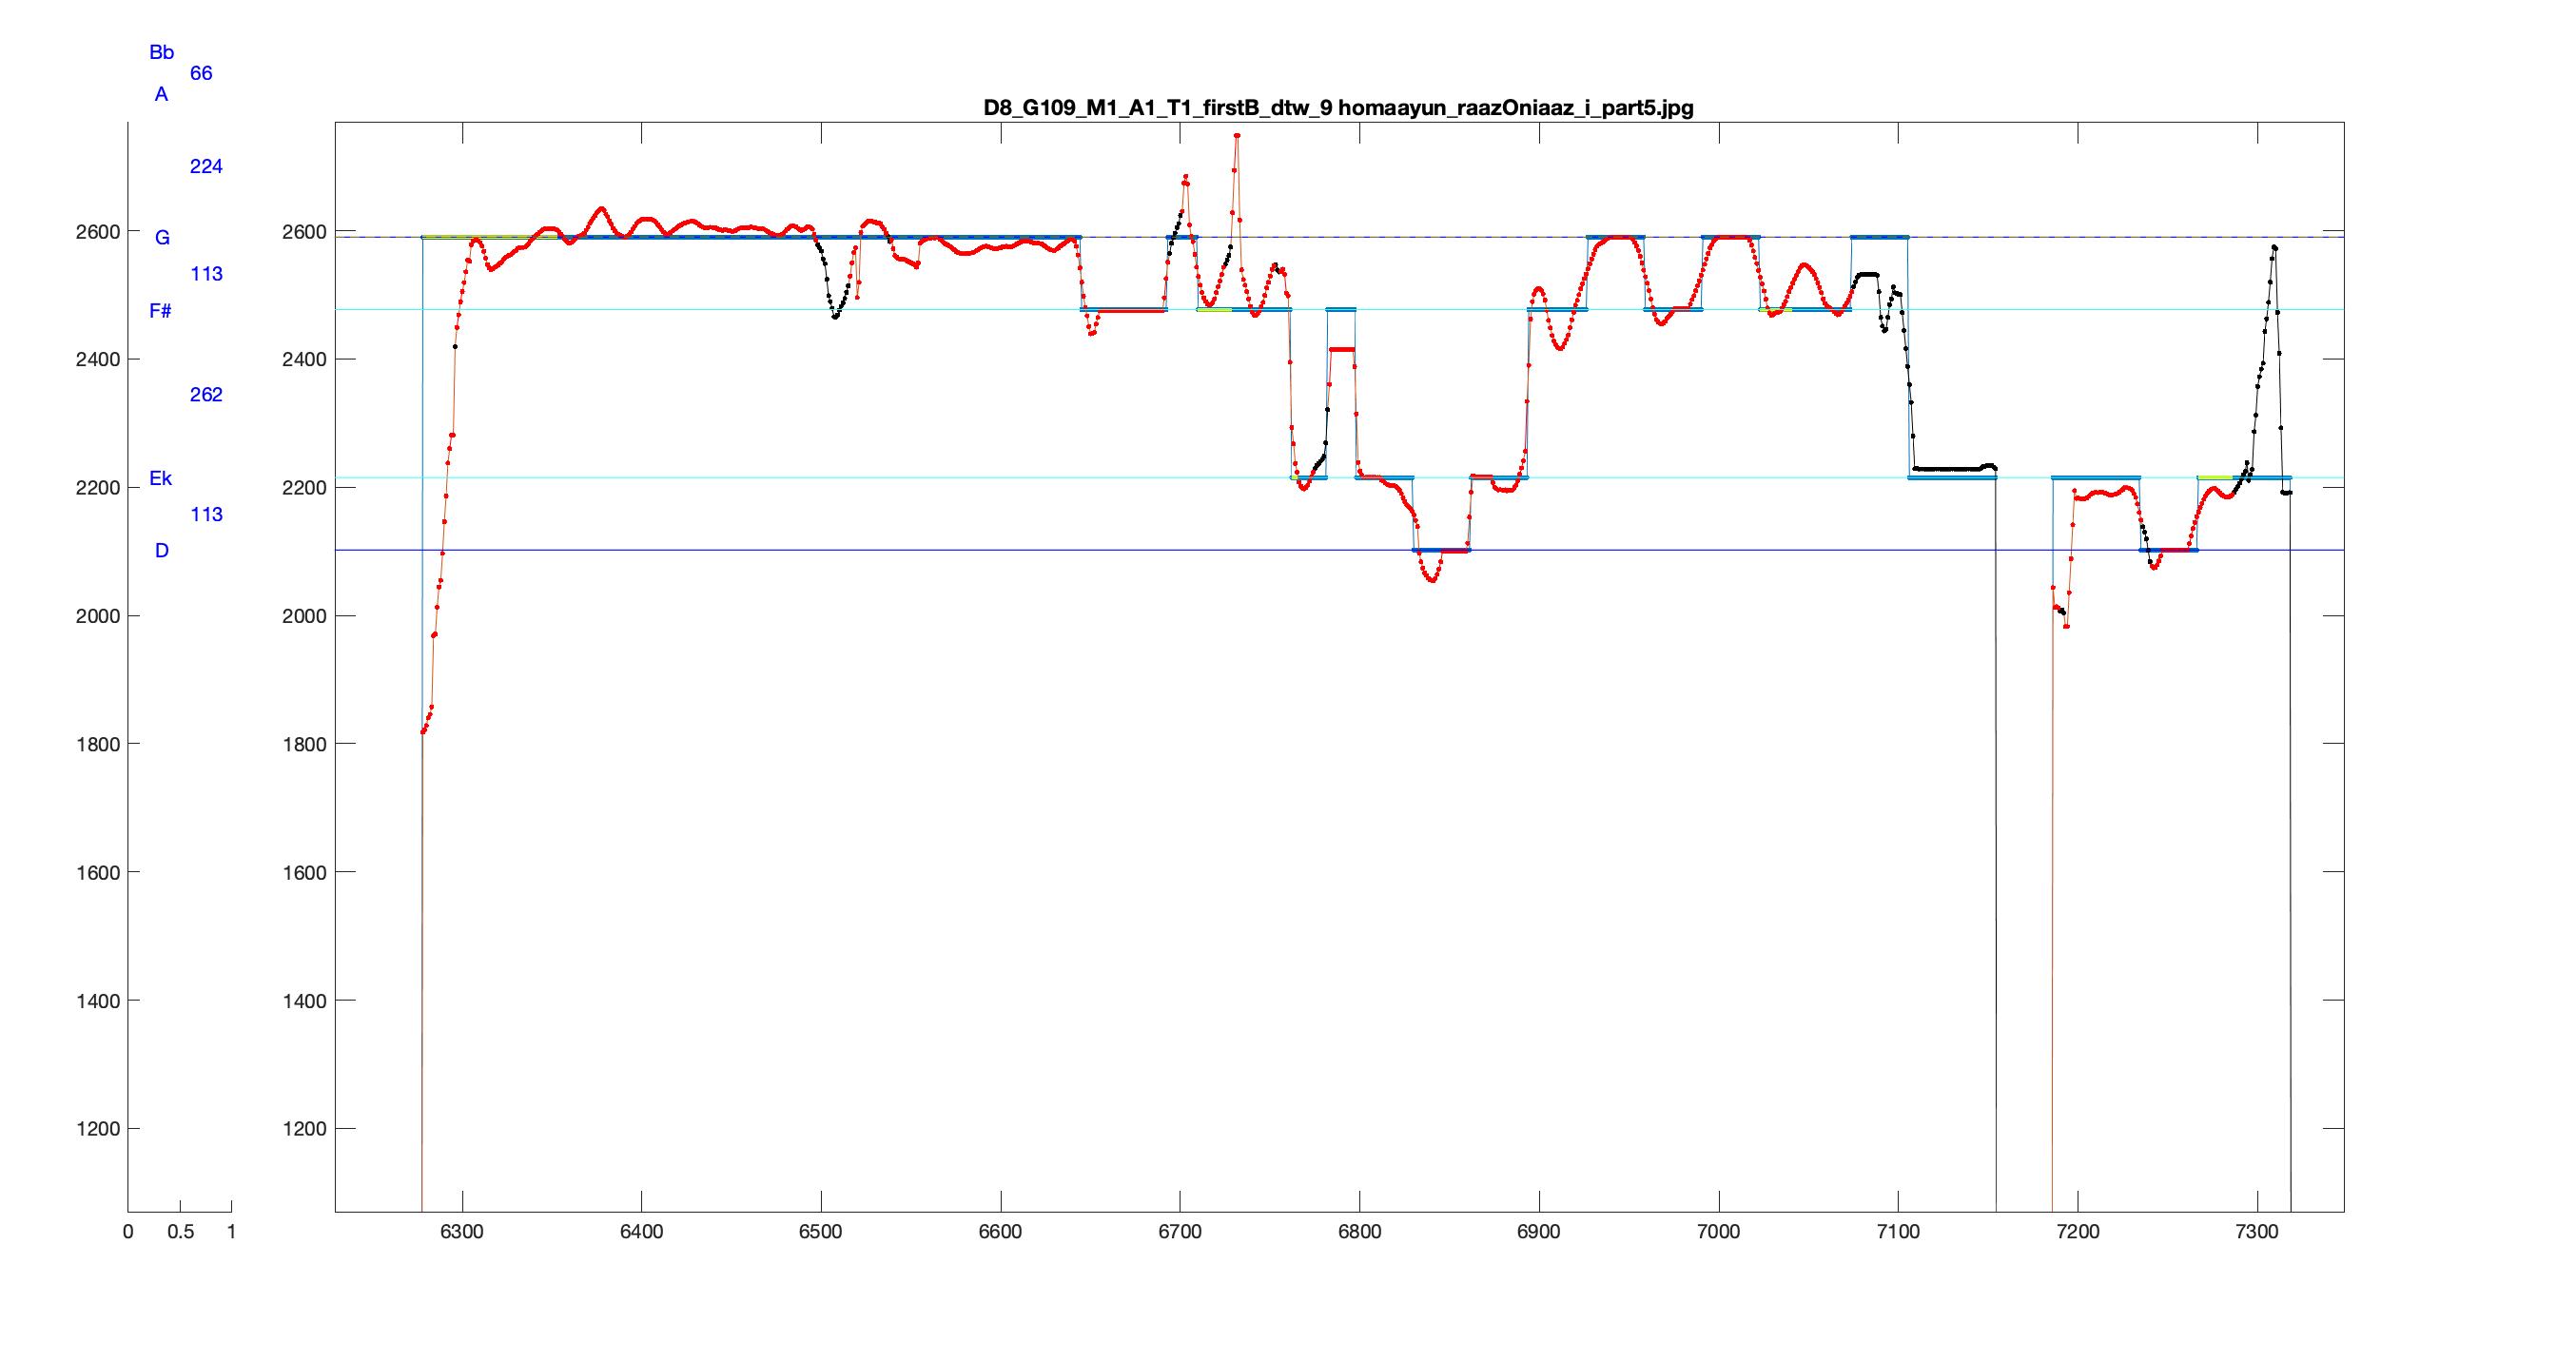 Bb
66
A
D8_G109_M1_A1_T1_firstB_dtw_9 homaayun_raazOniaaz_i_part5.jpg
224
2600 G 2600
113
F#
2400 2400
262
Ek
2200 2200
113
D
2000 2000
1800 1800
1600 1600
1400 1400
1200 1200
0 0.5 1 6300 6400 6500 6600 6700 6800 6900 7000 7100 7200 7300